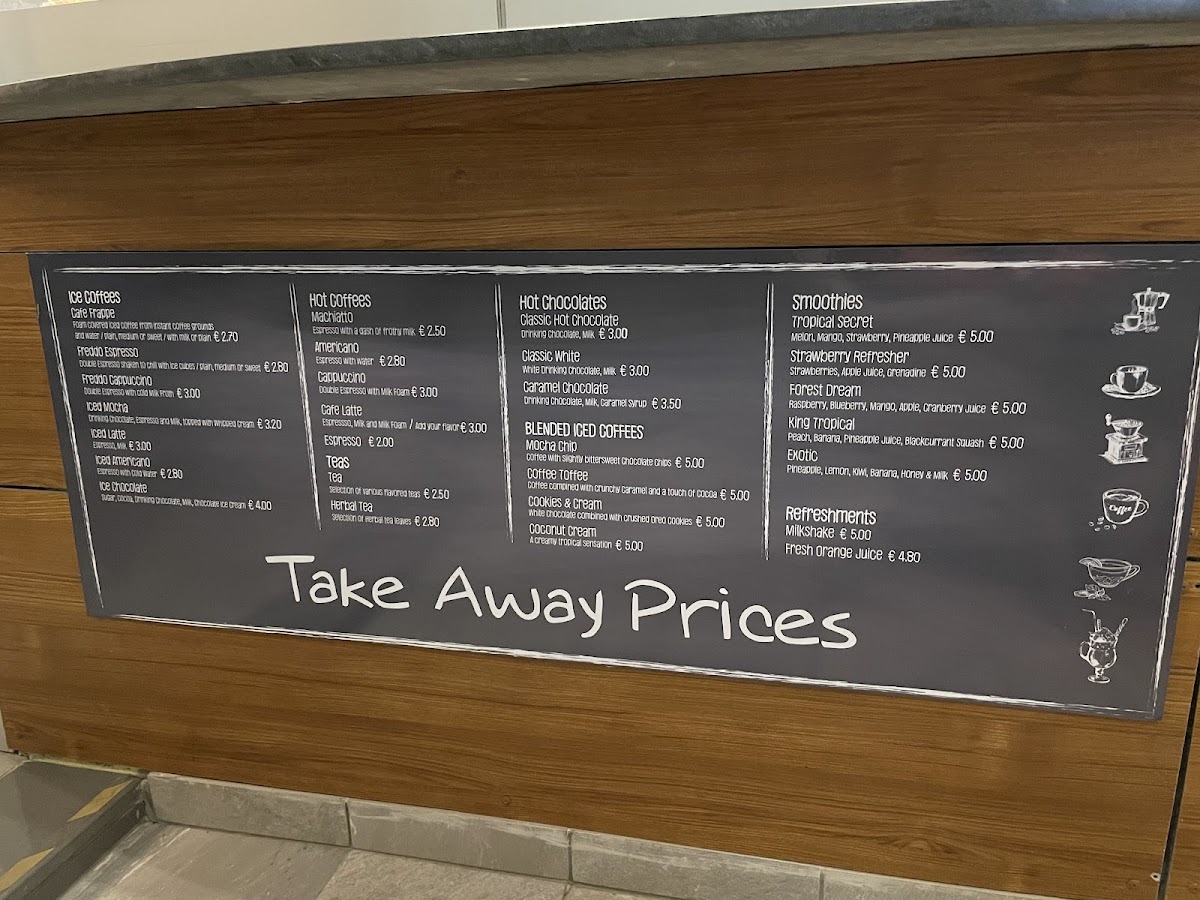 Ice Coffees
Cafe Frappe
Foam covered iced coffee from instant coffee grounds
and water / plain, medium or sweet / with milk or plain € 2.70
Freddo Espresso
Double Espresso shaken to chill with ice cubes / plain, medium or sweet € 2.80
Freddo Cappuccino
Double Espresso with cold Milk From € 3.00
Iced Mocha
Drinking Chocolate, Espresso and Milk, topped with Whipped Cream € 3.20
Iced Latte
Espresso, Milk € 3.00
Iced Americano
Espresso with Cold Water € 2.80
Ice Chocolate
Sugar, Cocoa, Drinking Chocolate, Milk, Chocolate Ice Cream € 4.00
Hot Coffees
Machiatto
Espresso with a dash of frothy milk € 2.50
Americano
Espresso with Water € 2.80
Cappuccino
Double Espresso with Milk Foam € 3.00
Cafe Latte
Espressso, Milk and Milk Foam / Add your flavor € 3.00
Espresso € 2.00
Teas
Tea
Selection of various flavored teas € 2.50
Herbal Tea
Selection of Herbal tea leaves € 2.80
Hot Chocolates
Classic Hot Chocolate
Drinking Chocolate, Milk € 3.00
Classic White
White Drinking Chocolate, Milk € 3.00
Caramel Chocolate
Drinking Chocolate, Milk, Caramel Syrup € 3.50
BLENDED ICED COFFEES
Mocha Chip
Coffee with slightly bittersweet chocolate chips € 5.00
Coffee Toffee
Coffee combined with crunchy caramel and a touch of cocoa € 5.00
Cookies & Cream
White chocolate combined with crushed Oreo cookies € 5.00
Coconut Cream
A creamy tropical sensation € 5.00
Smoothies
Tropical Secret
Melon, Mango, Strawberry, Pineapple Juice € 5.00
Strawberry Refresher
Strawberries, Apple Juice, Grenadine € 5.00
Forest Dream
Raspberry, Blueberry, Mango, Apple, Cranberry Juice € 5.00
King Tropical
Peach, Banana, Pineapple Juice, Blackcurrant Squash € 5.00
Exotic
Pineapple, Lemon, Kiwi, Banana, Honey & Milk € 5.00
Refreshments
Milkshake € 5.00
Fresh Orange Juice € 4.80
Coffee
Take Away Prices